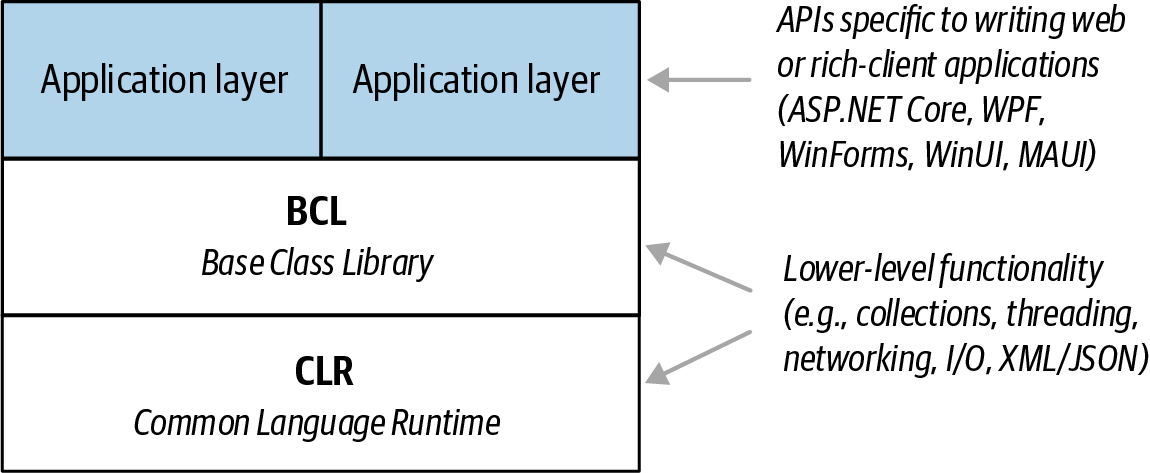 Application layer
Application layer
APIs specific to writing web
or rich-client applications
(ASP.NET Core, WPF,
WinForms, WinUI, MAUI)
BCL
Base Class Library
CLR
Common Language Runtime
Lower-level functionality
(e.g., collections, threading,
networking, I/O, XML/JSON)